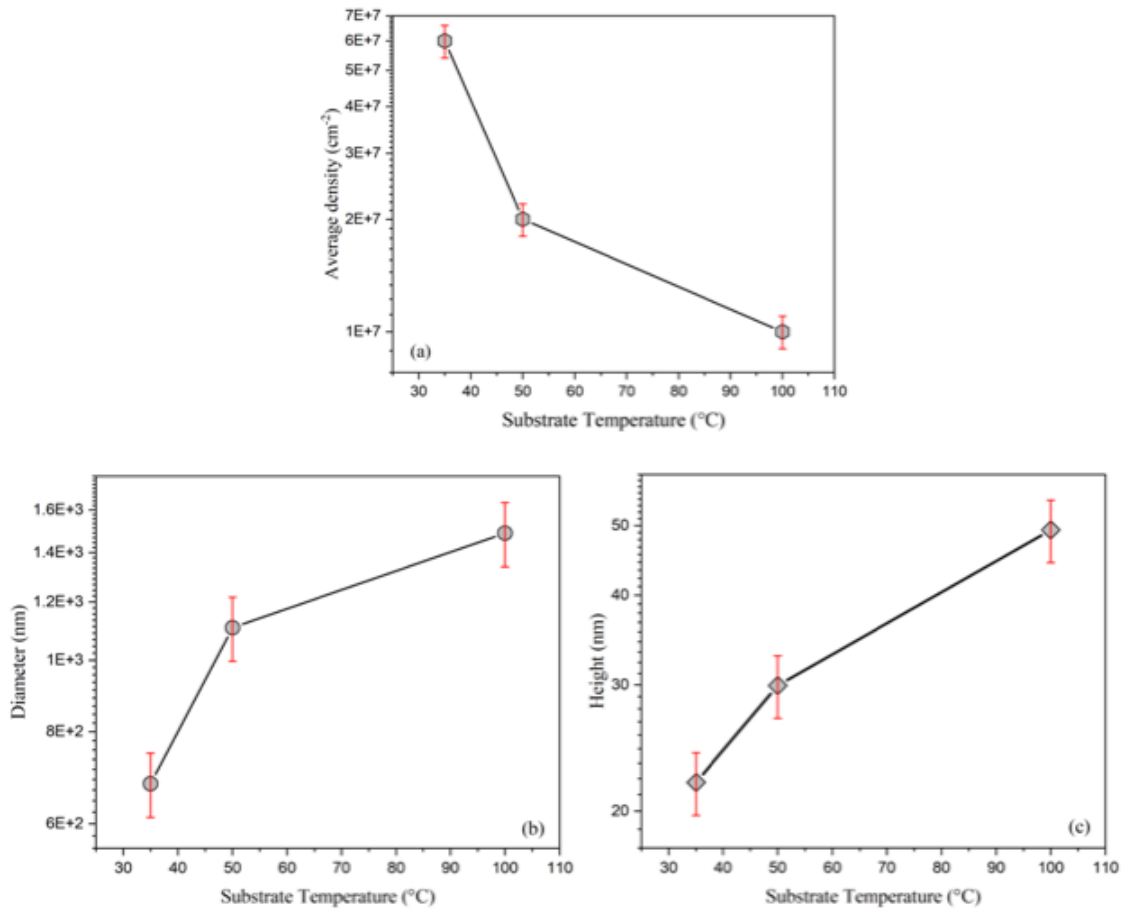 7E+7
6E+7
5E+7
4E+7
3E+7
2E+7
1E+7
Average density (cm⁻²)
(a)
30 40 50 60 70 80 90 100 110
Substrate Temperature (°C)
1.6E+3
1.4E+3
1.2E+3
1E+3
8E+2
6E+2
Diameter (nm)
(b)
30 40 50 60 70 80 90 100 110
Substrate Temperature (°C)
50
40
30
20
Height (nm)
(c)
30 40 50 60 70 80 90 100 110
Substrate Temperature (°C)